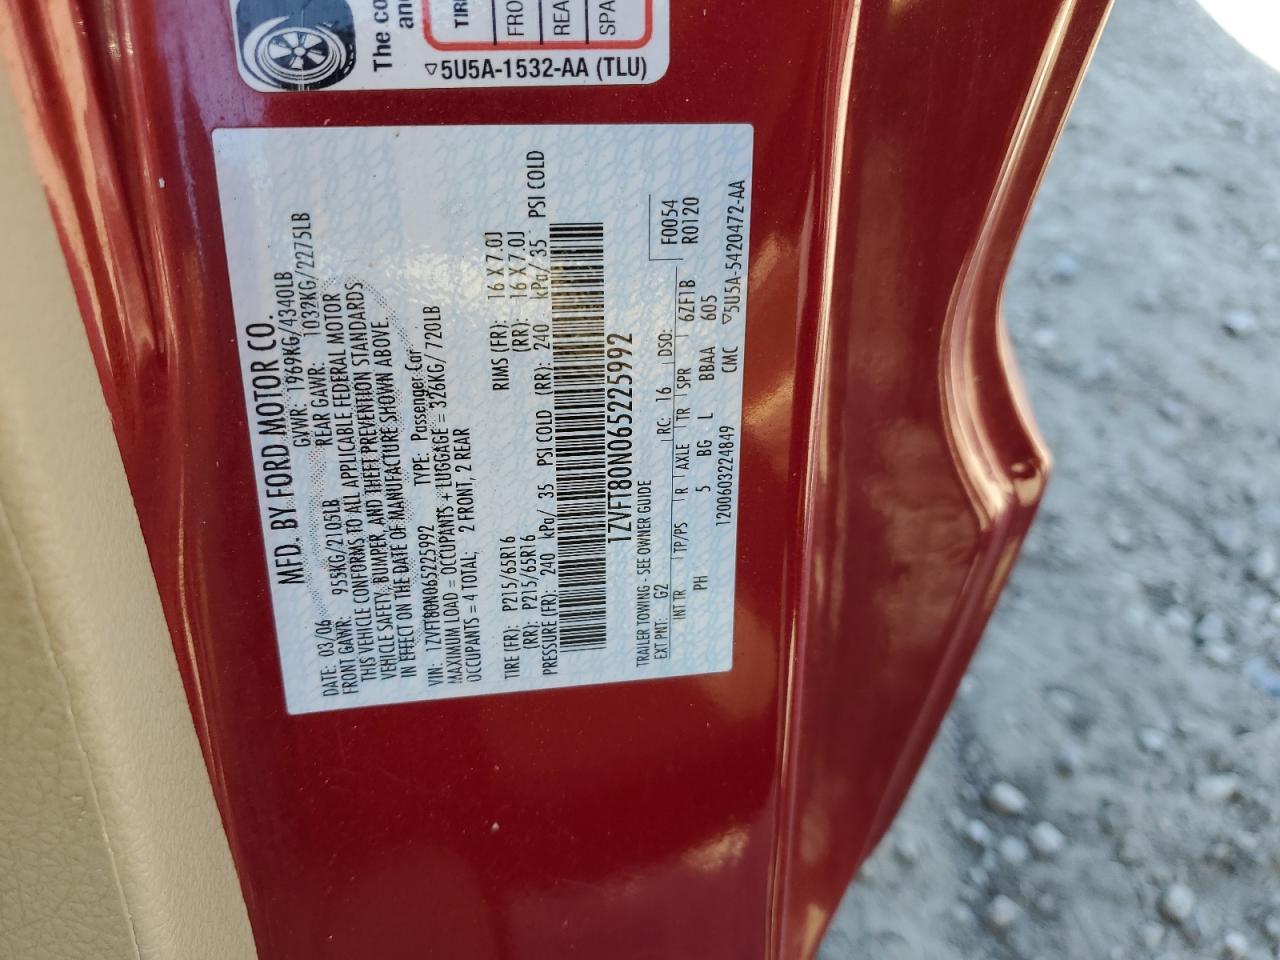 The co
and
TIRE
FRO
REA
SPA
▽5U5A-1532-AA (TLU)
MFD. BY FORD MOTOR CO.
DATE: 03/06 GVWR: 1969KG/4340LB
FRONT GAWR: 955KG/2105LB REAR GAWR: 1032KG/2275LB
THIS VEHICLE CONFORMS TO ALL APPLICABLE FEDERAL MOTOR
VEHICLE SAFETY, BUMPER, AND THEFT PREVENTION STANDARDS
IN EFFECT ON THE DATE OF MANUFACTURE SHOWN ABOVE
VIN: 1ZVFT80N065225992 TYPE: Passenger Car
MAXIMUM LOAD = OCCUPANTS + LUGGAGE = 326KG/720LB
OCCUPANTS = 4 TOTAL; 2 FRONT, 2 REAR
TIRE (FR): P215/65R16 RIMS (FR): 16 X 7.0J
(RR): P215/65R16 (RR): 16 X 7.0J
PRESSURE (FR): 240 kPa/ 35 PSI COLD (RR): 240 kPa/ 35 PSI COLD
1ZVFT80N065225992
TRAILER TOWING - SEE OWNER GUIDE F0054
EXT PNT: G2 RC: 16 DSO: R0120
INT TR TP/PS R AXLE TR SPR 6ZF1B
PH 5 BG L BBAA 605
1200603224849 CMC ▽5U5A-5420472-AA